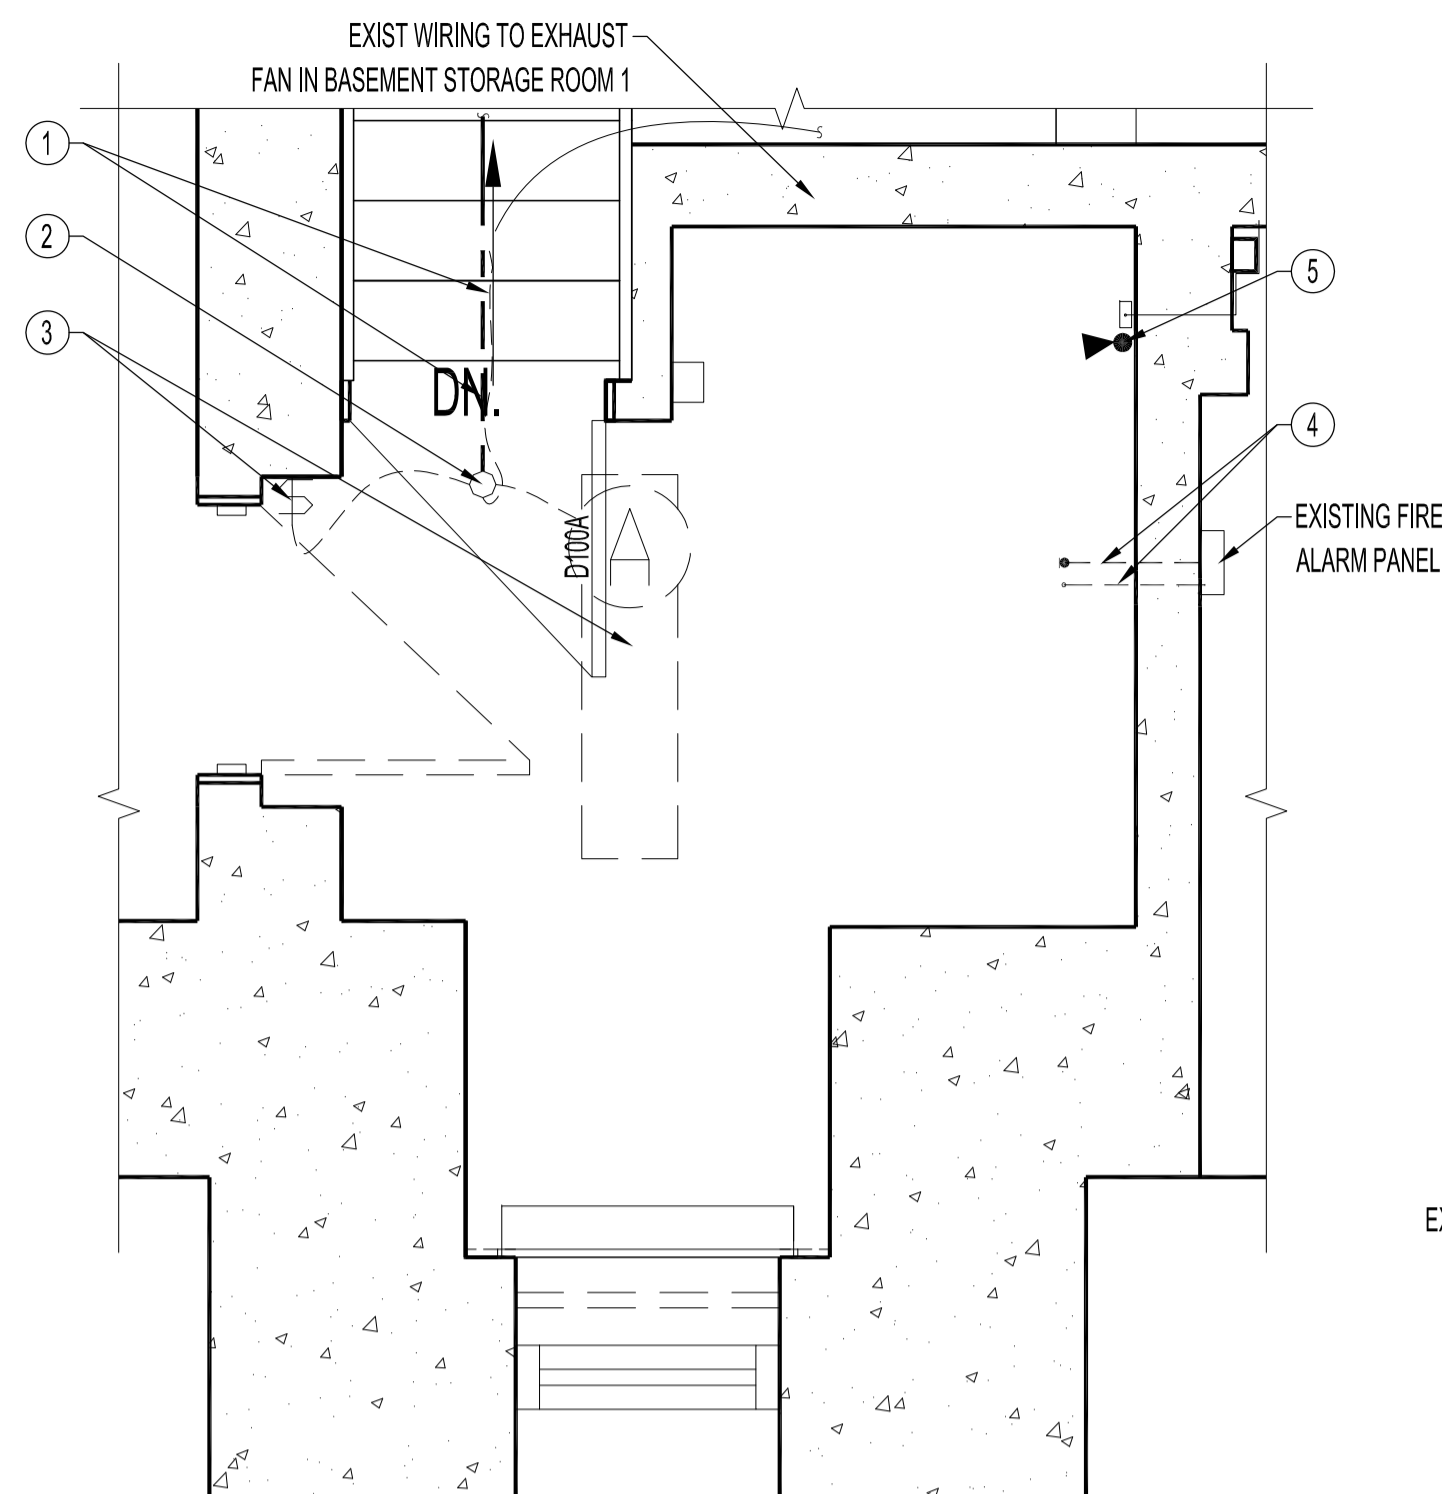 EXIST WIRING TO EXHAUST
FAN IN BASEMENT STORAGE ROOM 1
1
2
3
5
4
DN.
D100A
EXISTING FIRE
ALARM PANEL